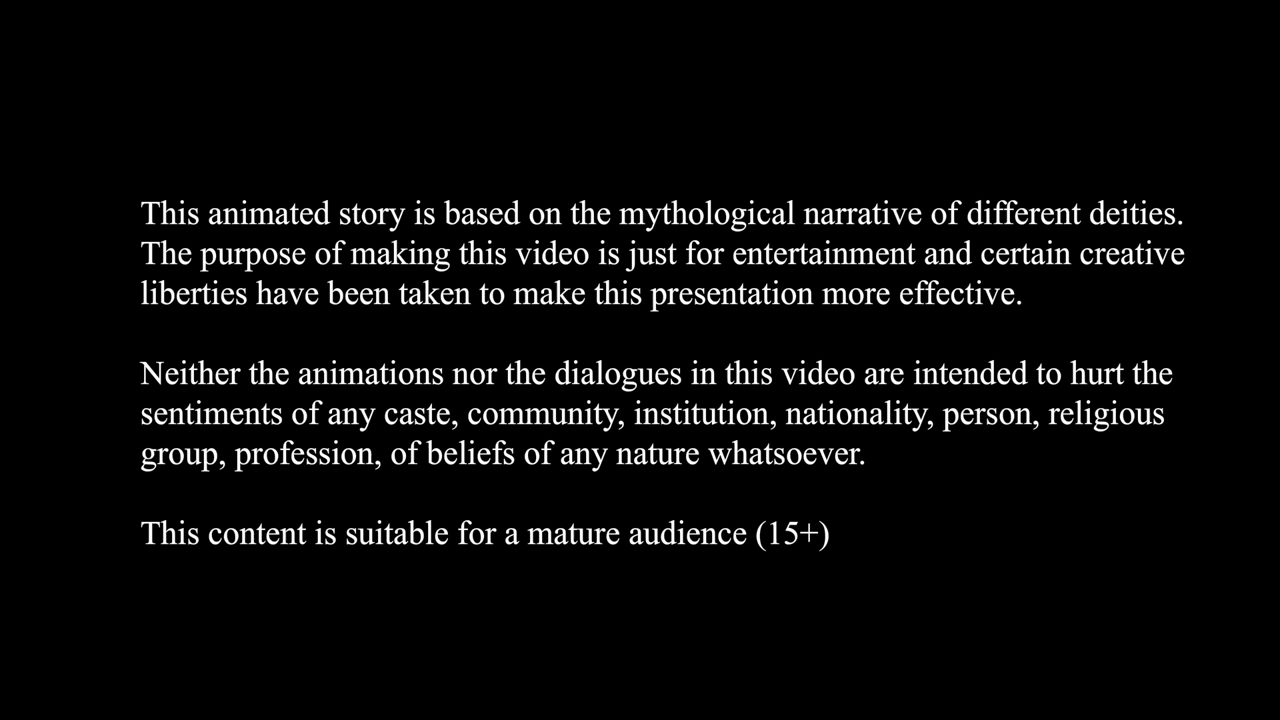 This animated story is based on the mythological narrative of different deities.
The purpose of making this video is just for entertainment and certain creative
liberties have been taken to make this presentation more effective.
Neither the animations nor the dialogues in this video are intended to hurt the
sentiments of any caste, community, institution, nationality, person, religious
group, profession, of beliefs of any nature whatsoever.
This content is suitable for a mature audience (15+)